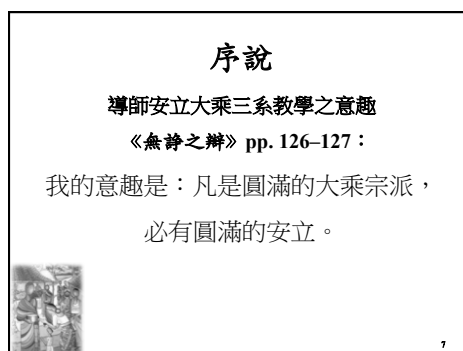 序說
導師安立大乘三系教學之意趣
《無諍之辯》pp. 126–127：
我的意趣是：凡是圓滿的大乘宗派，
必有圓滿的安立。
7